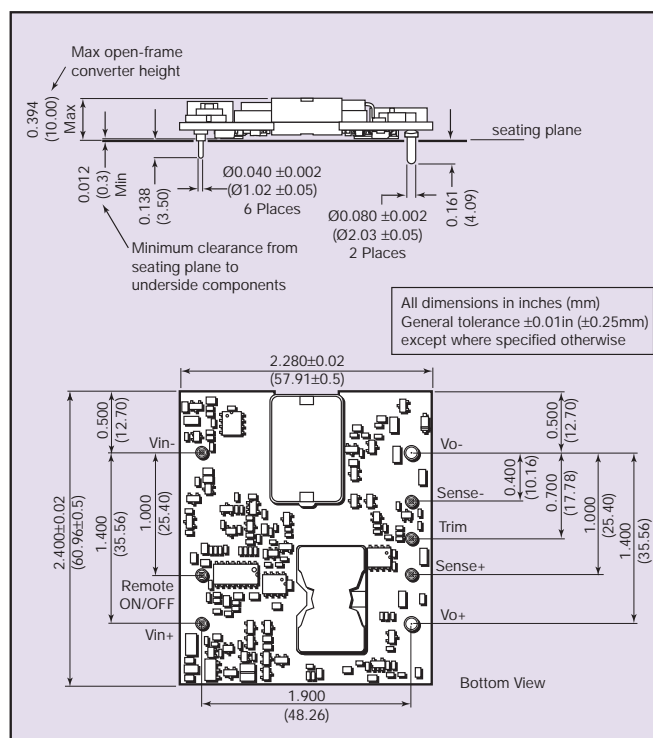 Max open-frame
converter height
0.394
(10.00)
Max
seating plane
0.012
(0.3)
Min
0.138
(3.50)
Ø0.040 ±0.002
(Ø1.02 ±0.05)
6 Places
Ø0.080 ±0.002
(Ø2.03 ±0.05)
2 Places
0.161
(4.09)
Minimum clearance from
seating plane to
underside components
All dimensions in inches (mm)
General tolerance ±0.01in (±0.25mm)
except where specified otherwise
2.280±0.02
(57.91±0.5)
0.500
(12.70)
Vin-
2.400±0.02
(60.96±0.5)
1.400
(35.56)
1.000
(25.40)
Remote
ON/OFF
Vin+
0.500
(12.70)
Vo-
0.400
(10.16)
Sense-
0.700
(17.78)
Trim
1.000
(25.40)
Sense+
1.400
(35.56)
Vo+
1.900
(48.26)
Bottom View